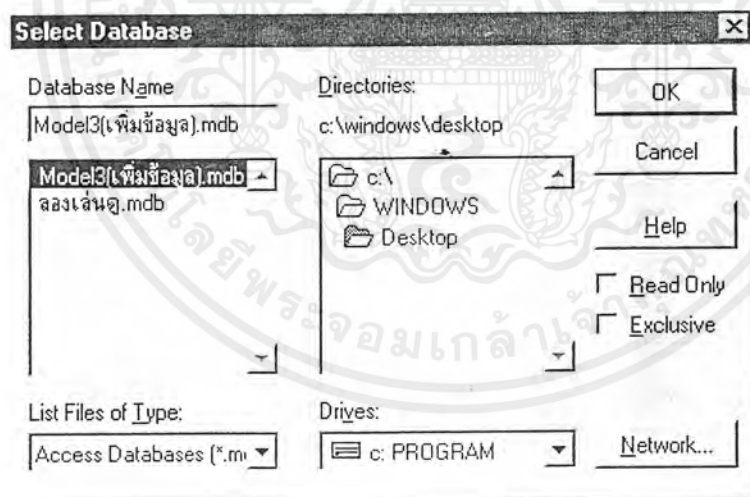 Select Database
Database Name
Model3(เพิ่มข้อมูล).mdb
Model3(เพิ่มข้อมูล).mdb
ลองเล่นดู.mdb
List Files of Type:
Access Databases (*.m
Directories:
c:\windows\desktop
c:\
WINDOWS
Desktop
Drives:
c: PROGRAM
OK
Cancel
Help
Read Only
Exclusive
Network...